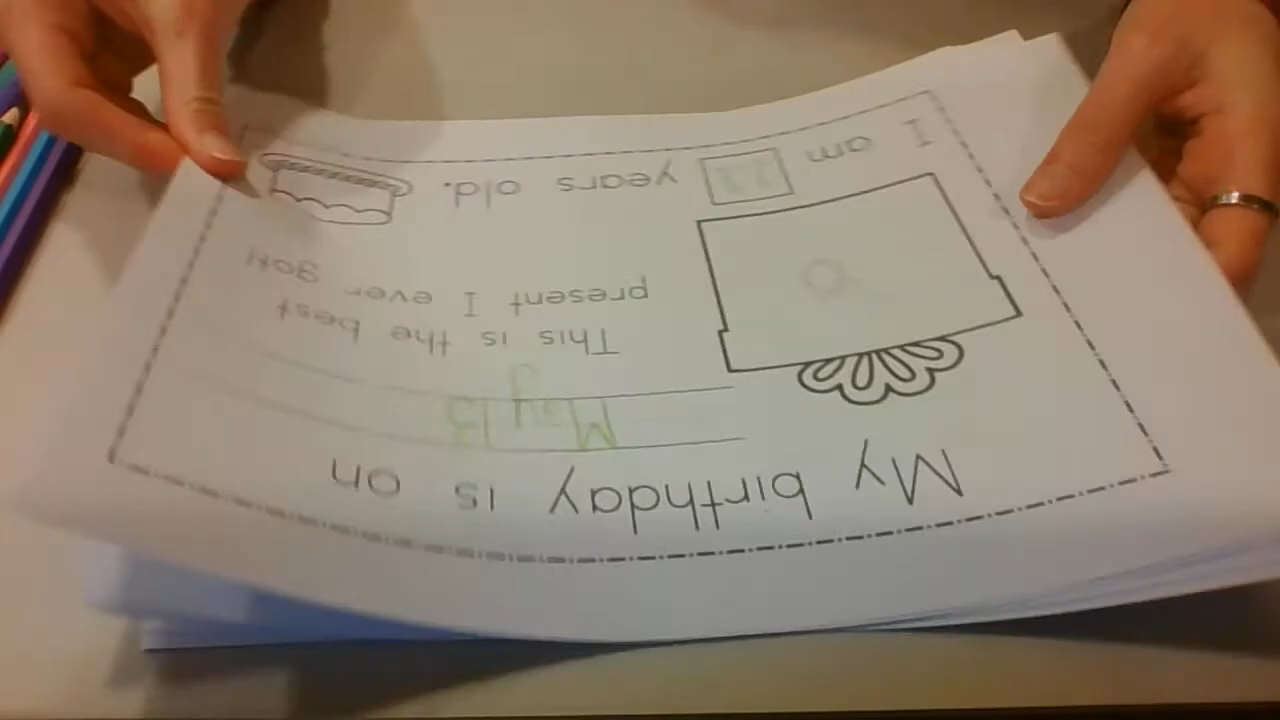 My birthday is on
May 13
This is the best
present I ever got!
I am years old.